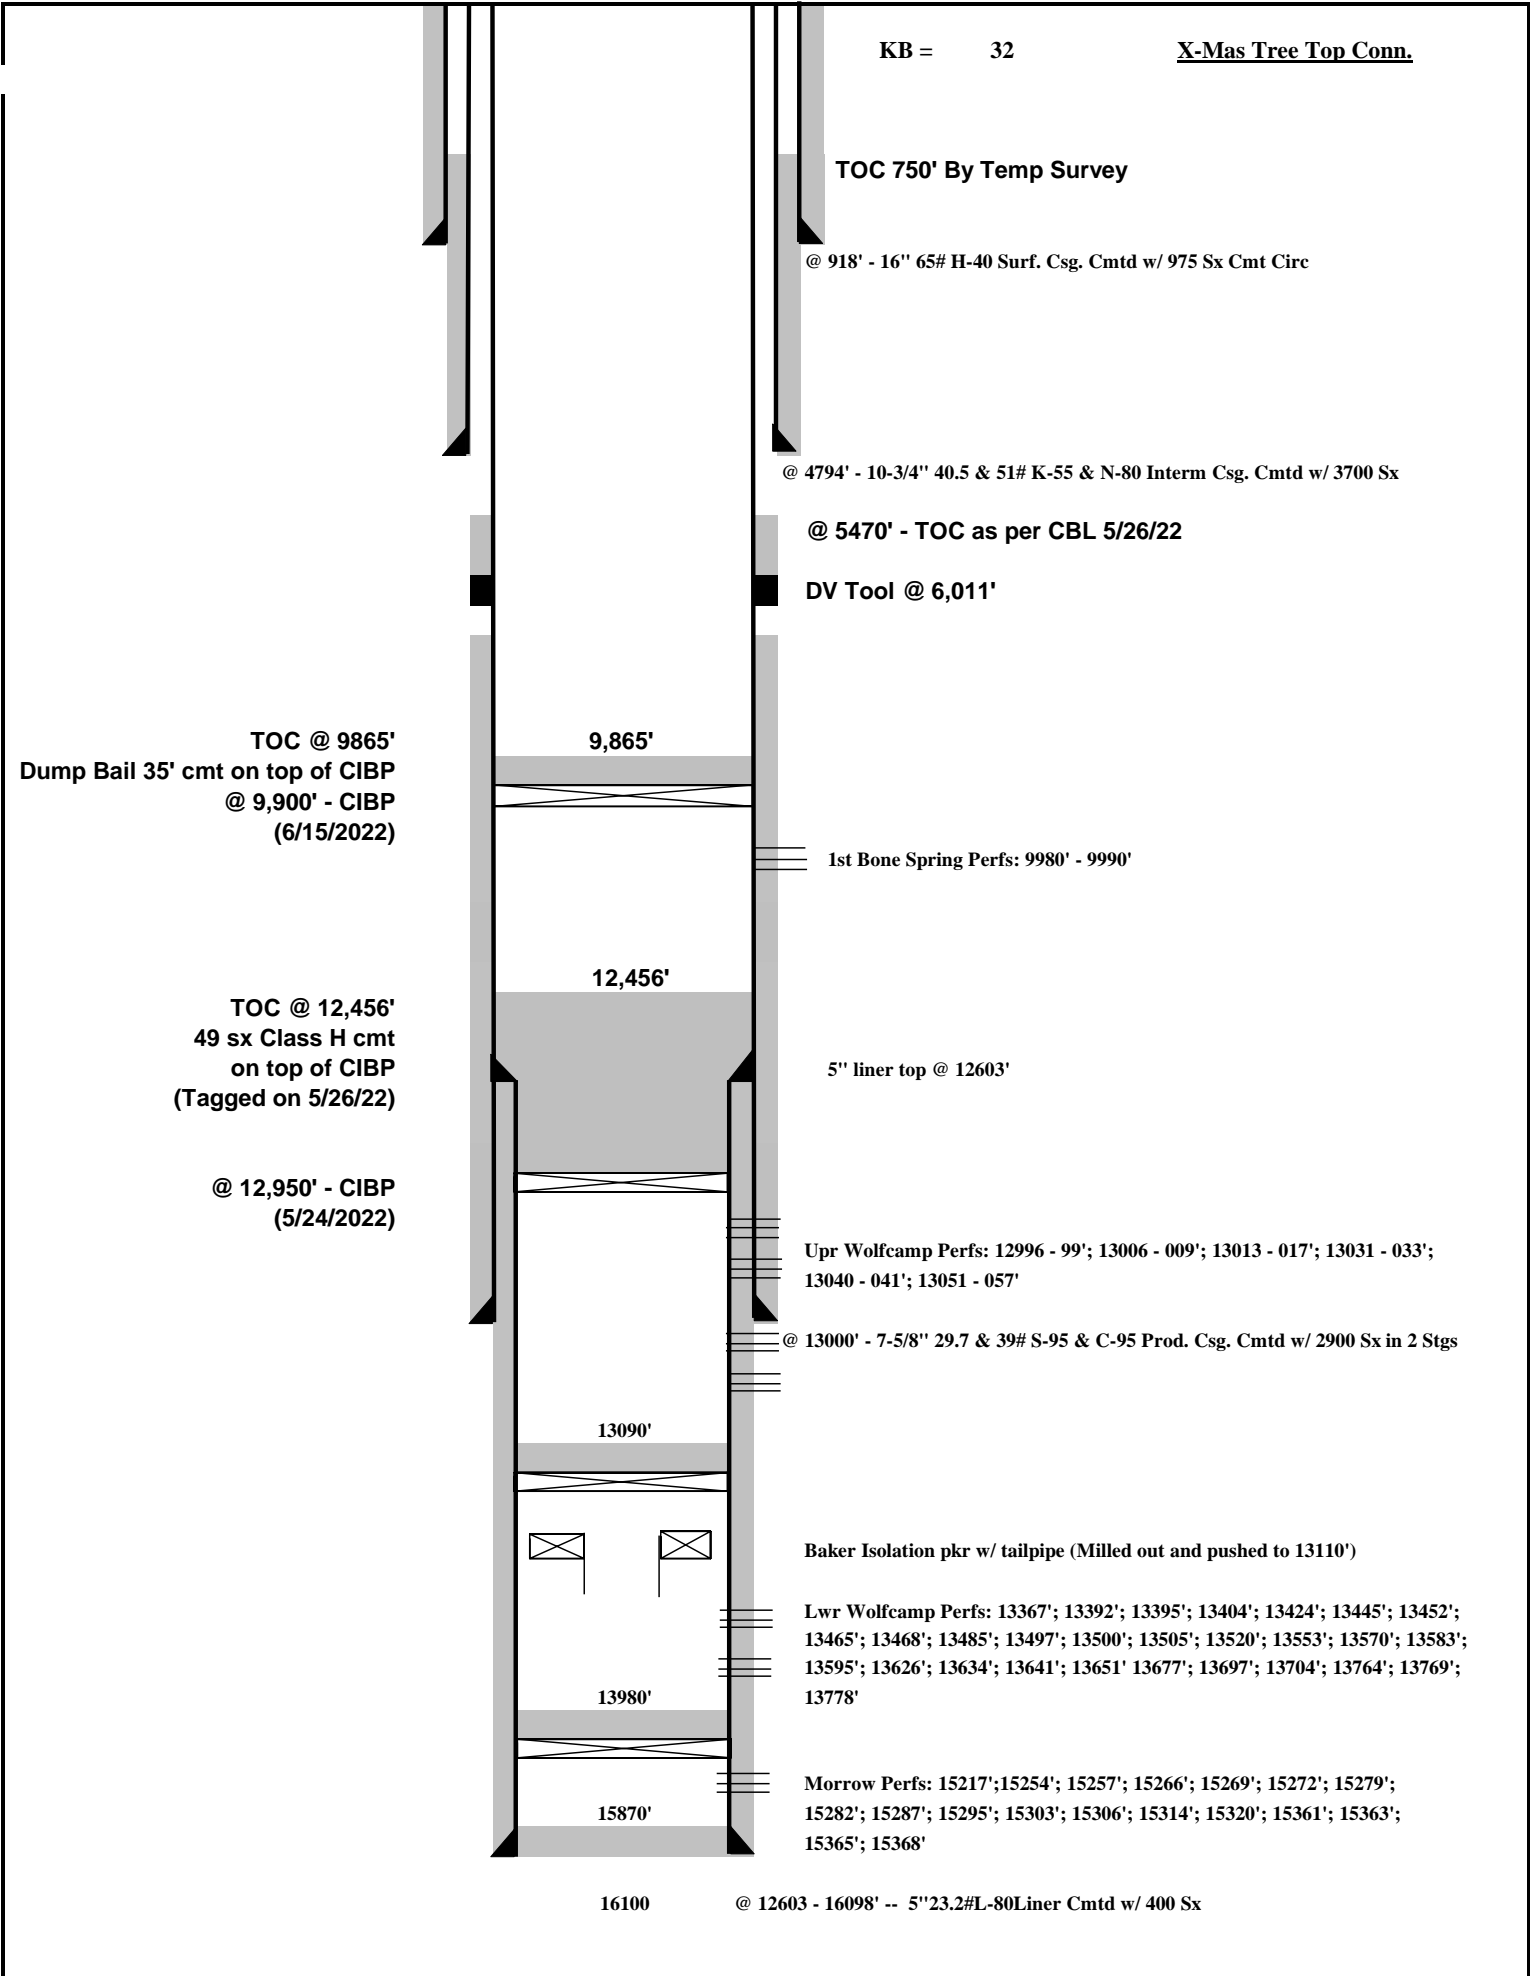 KB = 32 X-Mas Tree Top Conn.
TOC 750' By Temp Survey
@ 918' - 16" 65# H-40 Surf. Csg. Cmtd w/ 975 Sx Cmt Circ
@ 4794' - 10-3/4" 40.5 & 51# K-55 & N-80 Interm Csg. Cmtd w/ 3700 Sx
@ 5470' - TOC as per CBL 5/26/22
DV Tool @ 6,011'
TOC @ 9865'
Dump Bail 35' cmt on top of CIBP
@ 9,900' - CIBP
(6/15/2022)
9,865'
1st Bone Spring Perfs: 9980' - 9990'
12,456'
TOC @ 12,456'
49 sx Class H cmt
on top of CIBP
(Tagged on 5/26/22)
5" liner top @ 12603'
@ 12,950' - CIBP
(5/24/2022)
Upr Wolfcamp Perfs: 12996 - 99'; 13006 - 009'; 13013 - 017'; 13031 - 033';
13040 - 041'; 13051 - 057'
@ 13000' - 7-5/8" 29.7 & 39# S-95 & C-95 Prod. Csg. Cmtd w/ 2900 Sx in 2 Stgs
13090'
Baker Isolation pkr w/ tailpipe (Milled out and pushed to 13110')
Lwr Wolfcamp Perfs: 13367'; 13392'; 13395'; 13404'; 13424'; 13445'; 13452';
13465'; 13468'; 13485'; 13497'; 13500'; 13505'; 13520'; 13553'; 13570'; 13583';
13595'; 13626'; 13634'; 13641'; 13651' 13677'; 13697'; 13704'; 13764'; 13769';
13778'
13980'
Morrow Perfs: 15217';15254'; 15257'; 15266'; 15269'; 15272'; 15279';
15282'; 15287'; 15295'; 15303'; 15306'; 15314'; 15320'; 15361'; 15363';
15365'; 15368'
15870'
16100 @ 12603 - 16098' -- 5"23.2#L-80Liner Cmtd w/ 400 Sx